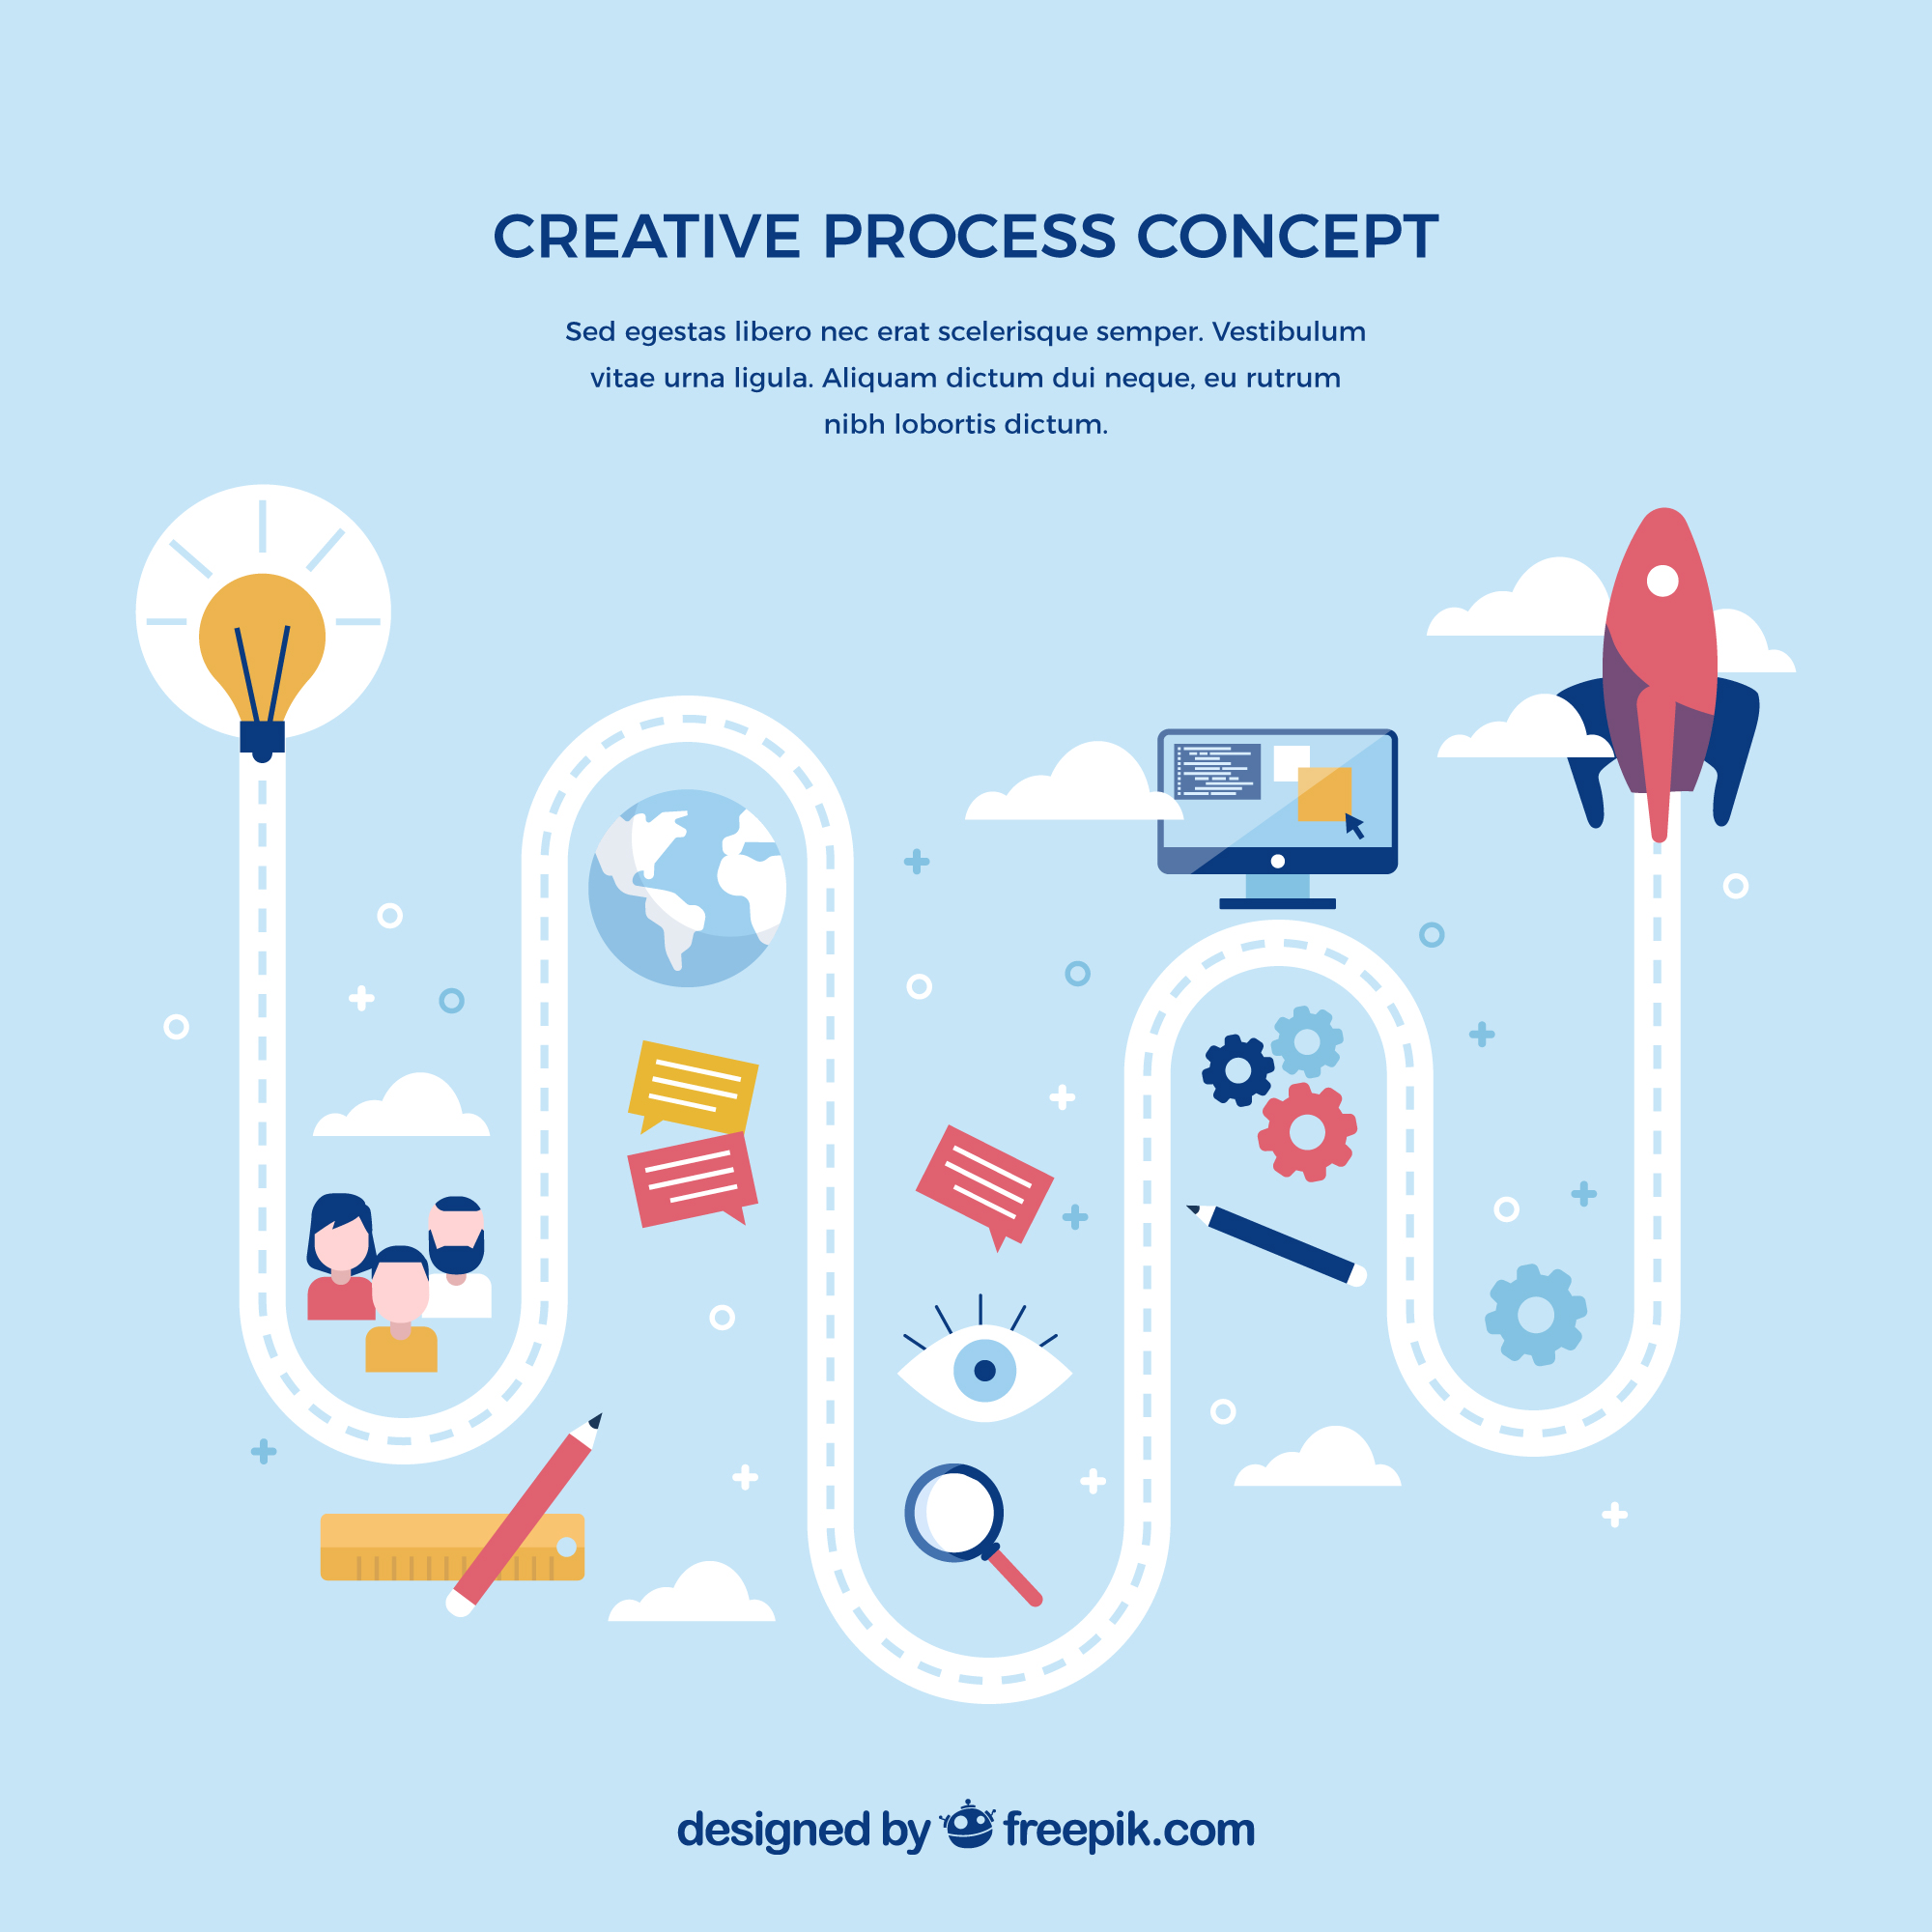 CREATIVE PROCESS CONCEPT
Sed egestas libero nec erat scelerisque semper. Vestibulum
vitae urna ligula. Aliquam dictum dui neque, eu rutrum
nibh lobortis dictum.
designed by freepik.com